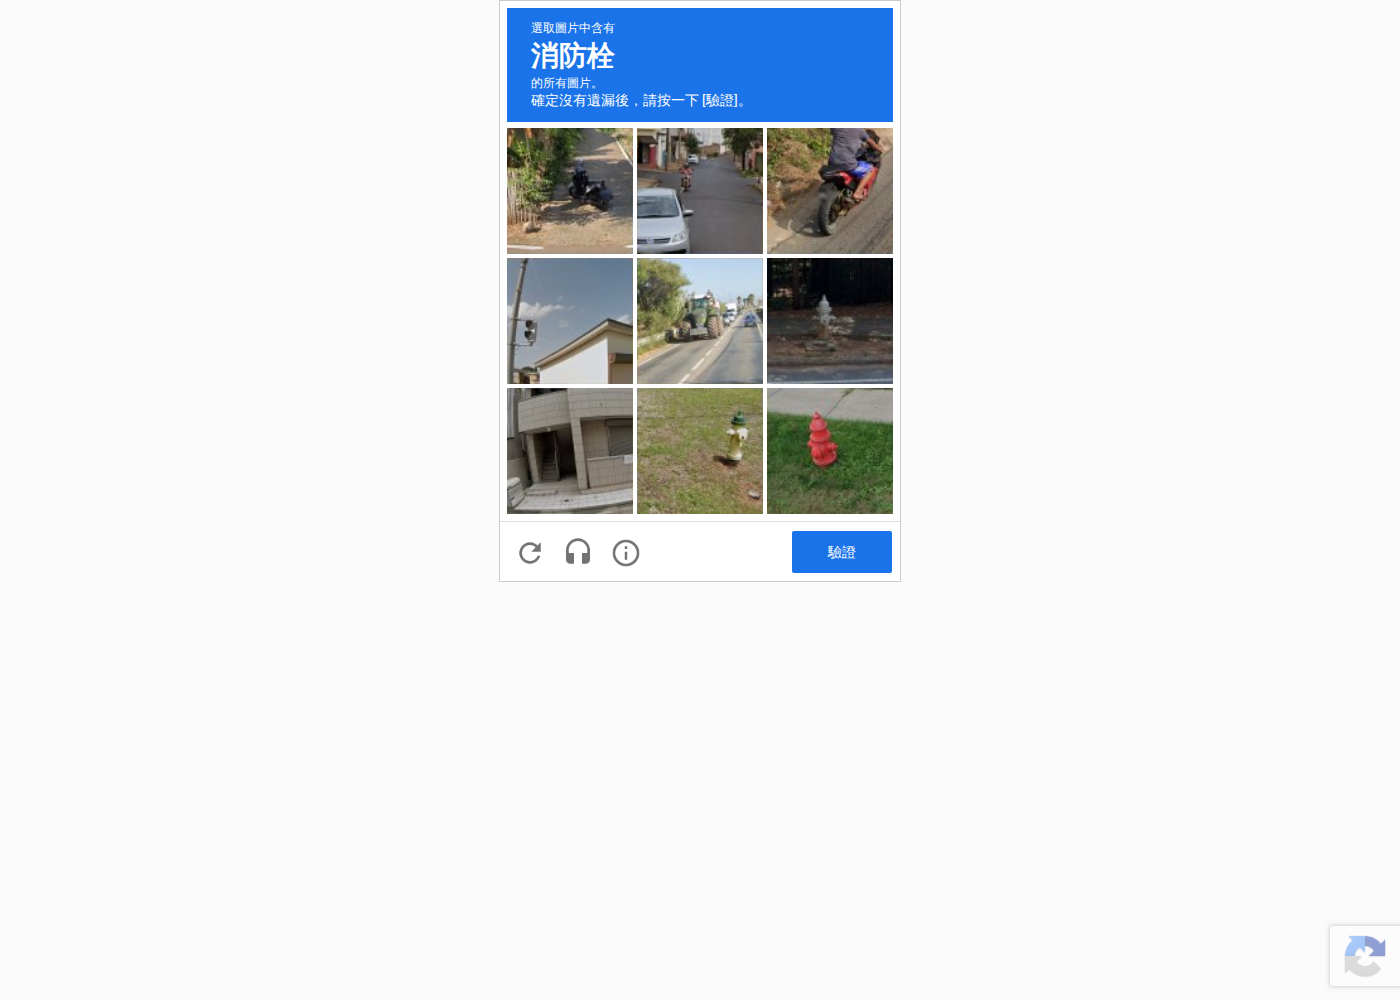 選取圖片中含有
消防栓
的所有圖片。
確定沒有遺漏後，請按一下 [驗證]。
驗證